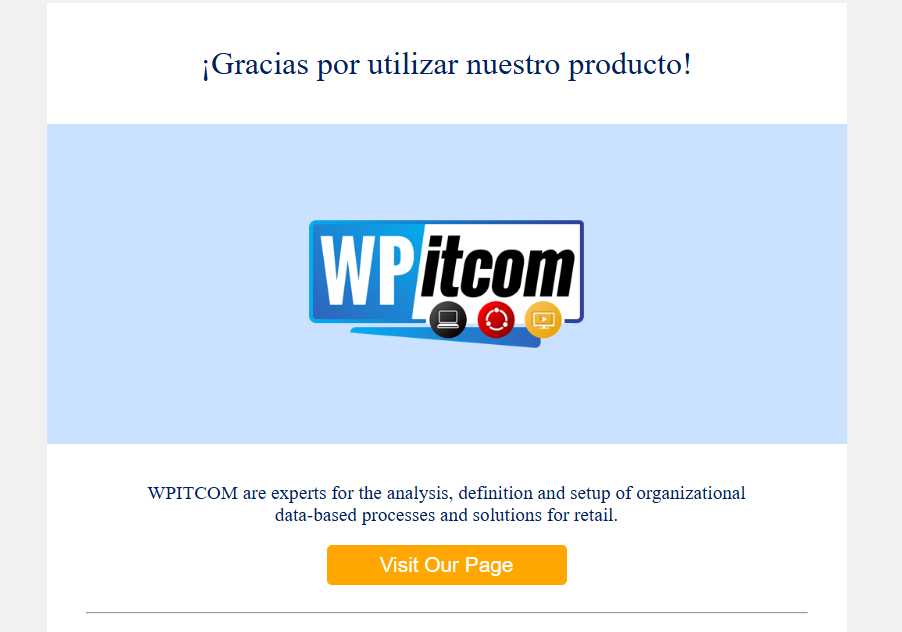 ¡Gracias por utilizar nuestro producto!
WPitcom
WPITCOM are experts for the analysis, definition and setup of organizational
data-based processes and solutions for retail.
Visit Our Page